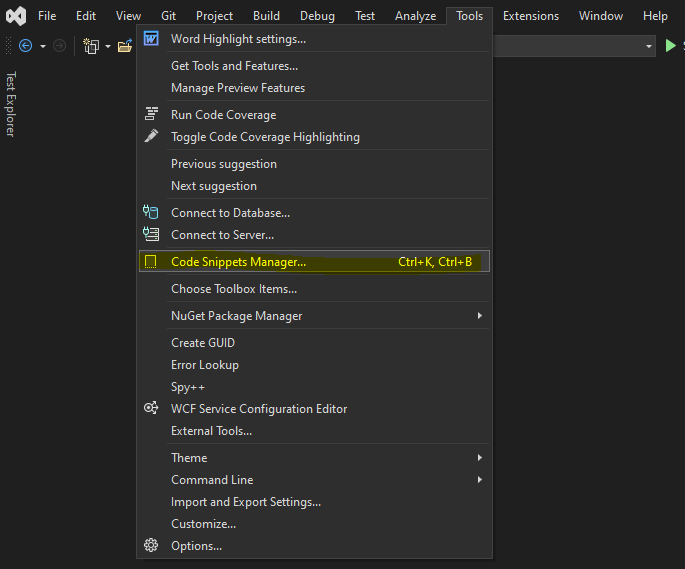 File Edit View Git Project Build Debug Test Analyze Tools Extensions Window Help
Test Explorer
Word Highlight settings...
Get Tools and Features...
Manage Preview Features
Run Code Coverage
Toggle Code Coverage Highlighting
Previous suggestion
Next suggestion
Connect to Database...
Connect to Server...
Code Snippets Manager... Ctrl+K, Ctrl+B
Choose Toolbox Items...
NuGet Package Manager
Create GUID
Error Lookup
Spy++
WCF Service Configuration Editor
External Tools...
Theme
Command Line
Import and Export Settings...
Customize...
Options...